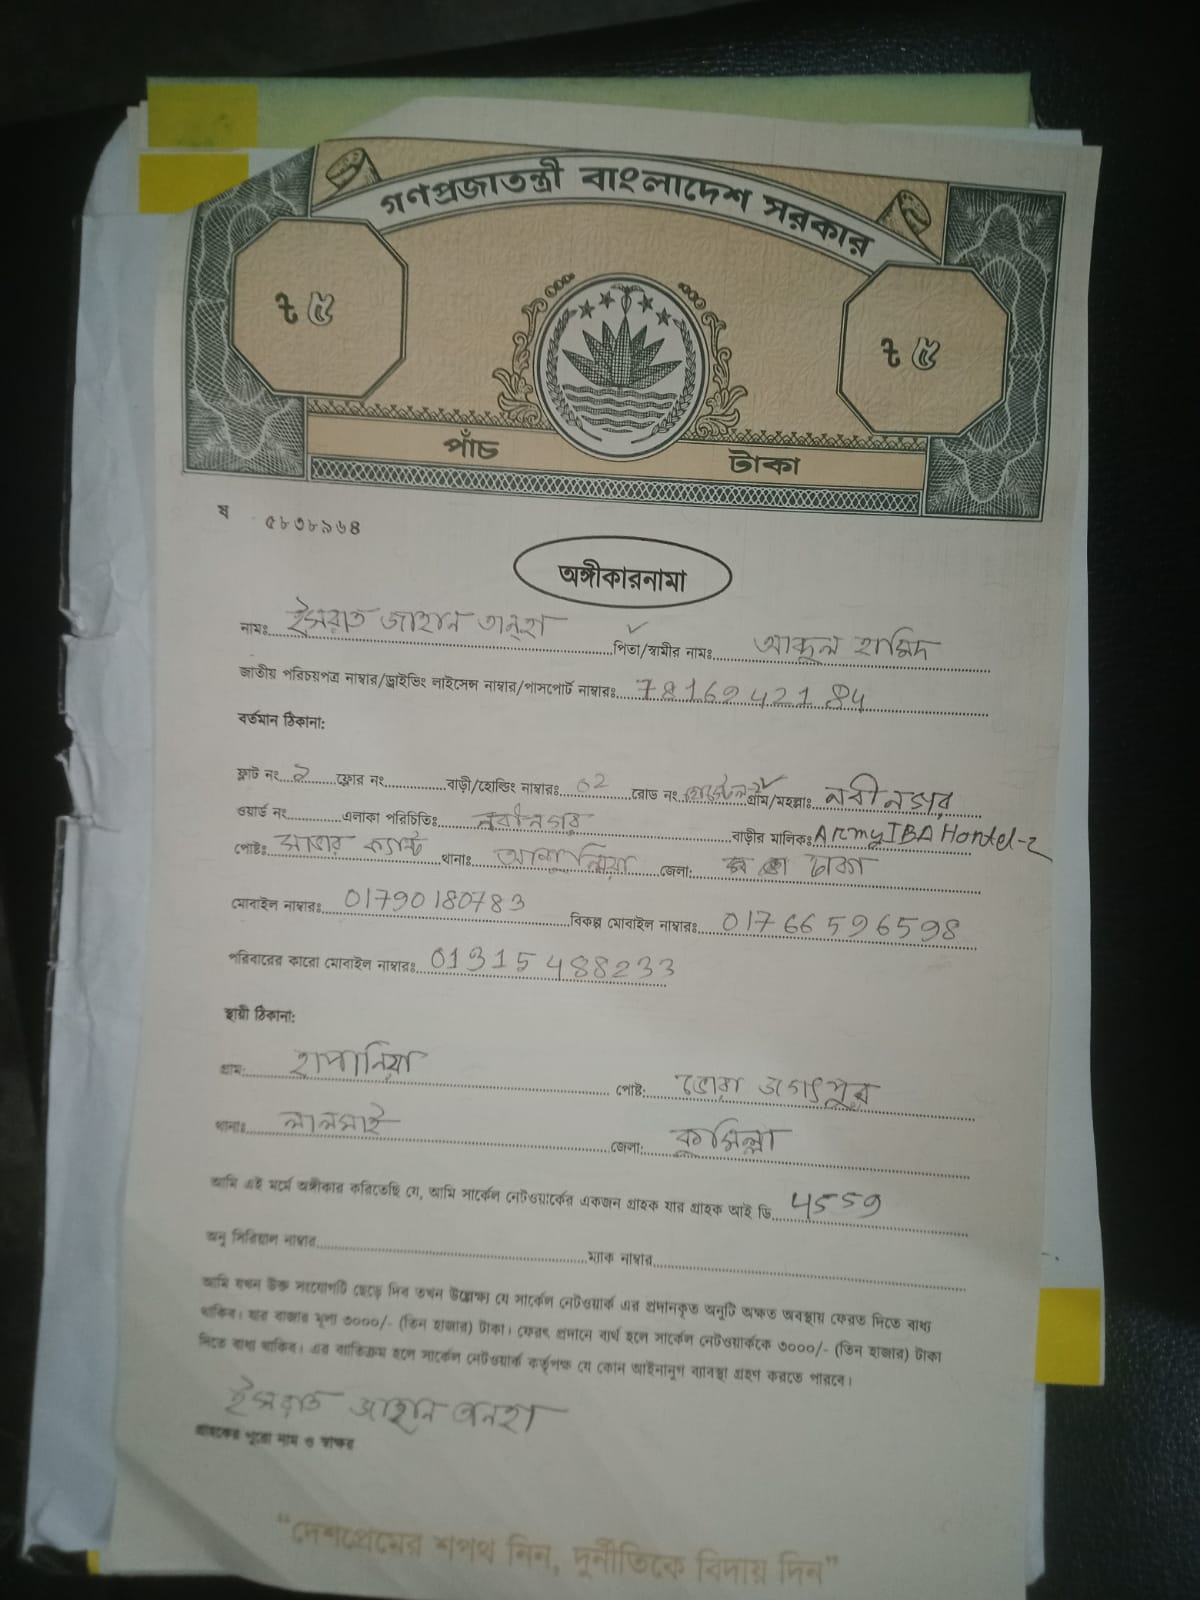 গণপ্রজাতন্ত্রী বাংলাদেশ সরকার
৳ ৫
৳ ৫
পাঁচ টাকা
ষ ৫৮৩৮৯৬৪
অঙ্গীকারনামা
নামঃ ইসরাত জাহান তানহা পিতা/স্বামীর নামঃ আব্দুল হামিদ
জাতীয় পরিচয়পত্র নাম্বার/ড্রাইভিং লাইসেন্স নাম্বার/পাসপোর্ট নাম্বারঃ 7816242184
বর্তমান ঠিকানা:
ফ্লাট নং ২ ফ্লোর নং বাড়ী/হোল্ডিং নাম্বারঃ 02 রোড নং গ্রাম/মহল্লাঃ নবীনগর
ওয়ার্ড নং এলাকা পরিচিতিঃ নবীনগর বাড়ীর মালিকঃ Army IBA Hostel-2
পোষ্টঃ সাভার ক্যান্ট থানাঃ আশুলিয়া জেলা: ঢাকা
মোবাইল নাম্বারঃ 01790180783 বিকল্প মোবাইল নাম্বারঃ 01766596598
পরিবারের কারো মোবাইল নাম্বারঃ 01315488233
স্থায়ী ঠিকানা:
গ্রাম: হাপানিয়া পোষ্ট: ভোরা জগৎপুর
থানাঃ লালমাই জেলা: কুমিল্লা
আমি এই মর্মে অঙ্গীকার করিতেছি যে, আমি সার্কেল নেটওয়ার্কের একজন গ্রাহক যার গ্রাহক আই ডি 4559
অনু সিরিয়াল নাম্বার ম্যাক নাম্বার
আমি যখন উক্ত সংযোগটি ছেড়ে দিব তখন উল্লেক্ষ্য যে সার্কেল নেটওয়ার্ক এর প্রদানকৃত অনুটি অক্ষত অবস্থায় ফেরত দিতে বাধ্য
থাকিব। যার বাজার মূল্য ৩০০০/- (তিন হাজার) টাকা। ফেরৎ প্রদানে ব্যর্থ হলে সার্কেল নেটওয়ার্ককে ৩০০০/- (তিন হাজার) টাকা
দিতে বাধ্য থাকিব। এর ব্যতিক্রম হলে সার্কেল নেটওয়ার্ক কর্তৃপক্ষ যে কোন আইনানুগ ব্যাবস্থা গ্রহণ করতে পারবে।
ইসরাত জাহান তানহা
গ্রাহকের পুরো নাম ও স্বাক্ষর
“দেশপ্রেমের শপথ নিন, দুর্নীতিকে বিদায় দিন”